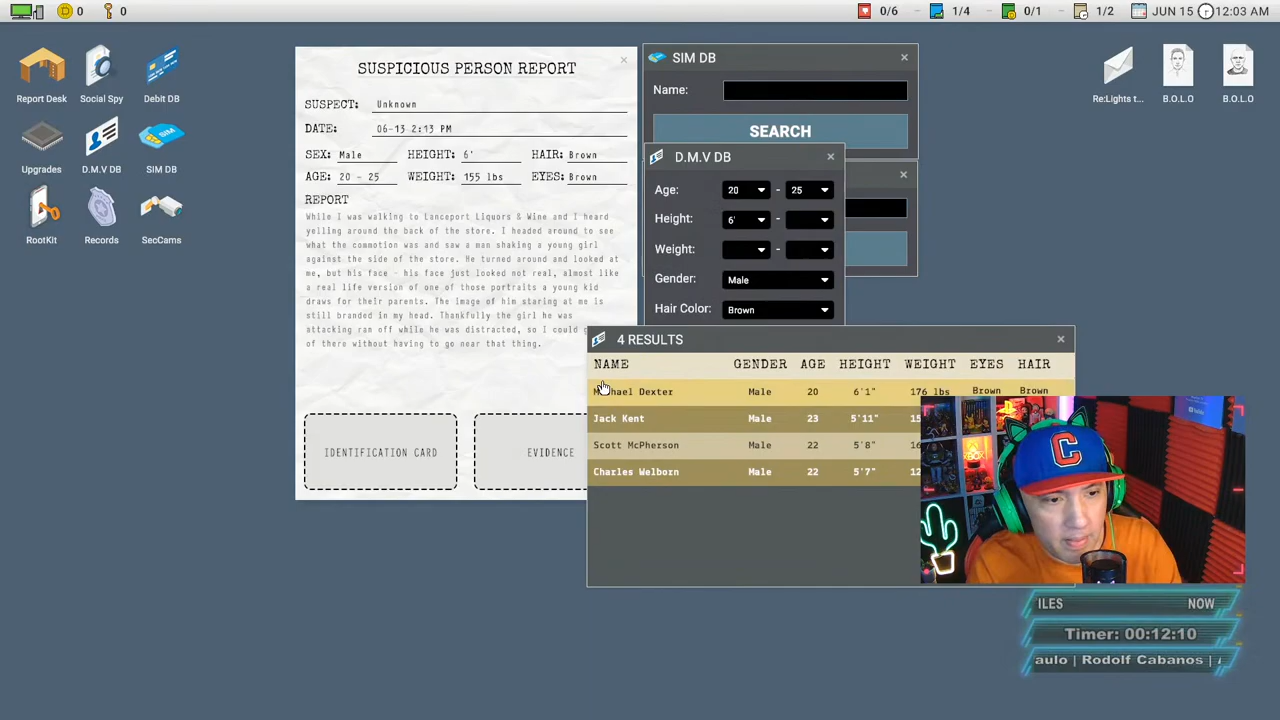 0
0
0/6
1/4
0/1
1/2
JUN 15
12:03 AM
Report Desk
Social Spy
Debit DB
Upgrades
D.M.V DB
SIM DB
RootKit
Records
SecCams
Re:Lights t...
B.O.L.O
B.O.L.O
SUSPICIOUS PERSON REPORT
SUSPECT: Unknown
DATE: 06-13 2:13 PM
SEX: Male HEIGHT: 6' HAIR: Brown
AGE: 20 - 25 WEIGHT: 155 lbs EYES: Brown
REPORT
While I was walking to Lanceport Liquors & Wine and I heard
yelling around the back of the store. I headed around to see
what the commotion was and saw a man shaking a young girl
against the side of the store. He turned around and looked at
me, but his face - his face just looked not real, almost like
a real life version of one of those portraits a young kid
draws for their parents. The image of him staring at me is
still branded in my head. Thankfully the girl he was
attacking ran off while he was distracted, so I could
of there without having to go near that thing.
IDENTIFICATION CARD
EVIDENCE
SIM DB
Name:
SEARCH
D.M.V DB
Age: 20 - 25
Height: 6' -
Weight: -
Gender: Male
Hair Color: Brown
4 RESULTS
NAME GENDER AGE HEIGHT WEIGHT EYES HAIR
Michael Dexter Male 20 6'1" 176 lbs Brown Brown
Jack Kent Male 23 5'11"
Scott McPherson Male 22 5'8"
Charles Welborn Male 22 5'7"
C
ILES NOW
Timer: 00:12:10
aulo | Rodolf Cabanos |